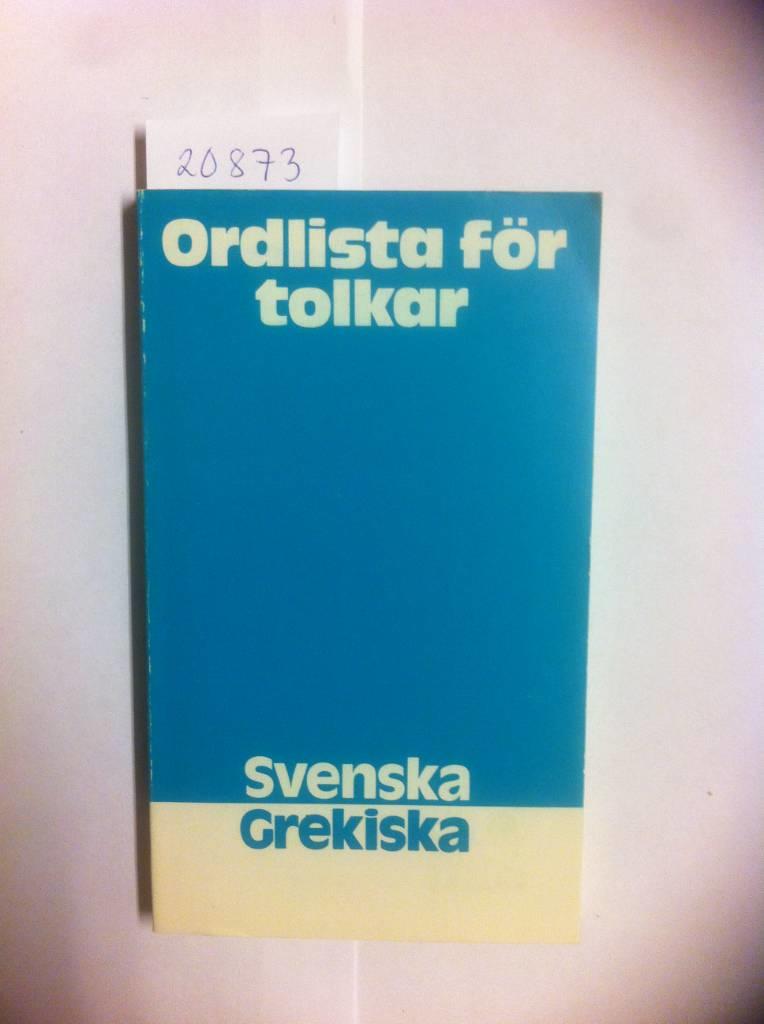 20873
Ordlista för
tolkar
Svenska
Grekiska